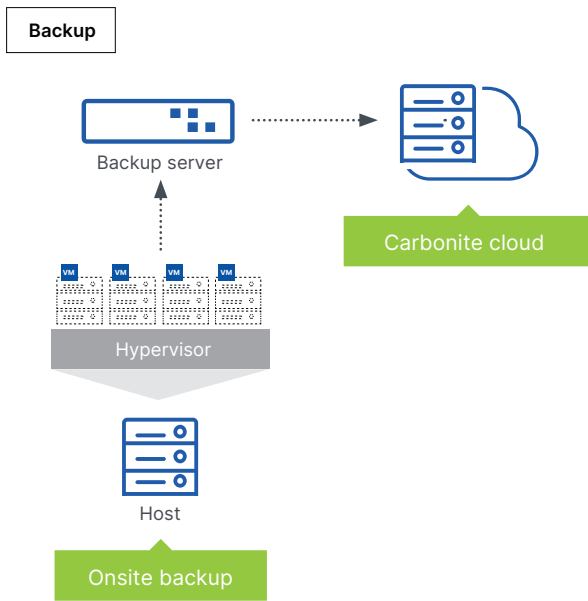 Backup
Backup server
Carbonite cloud
VM VM VM VM
Hypervisor
Host
Onsite backup